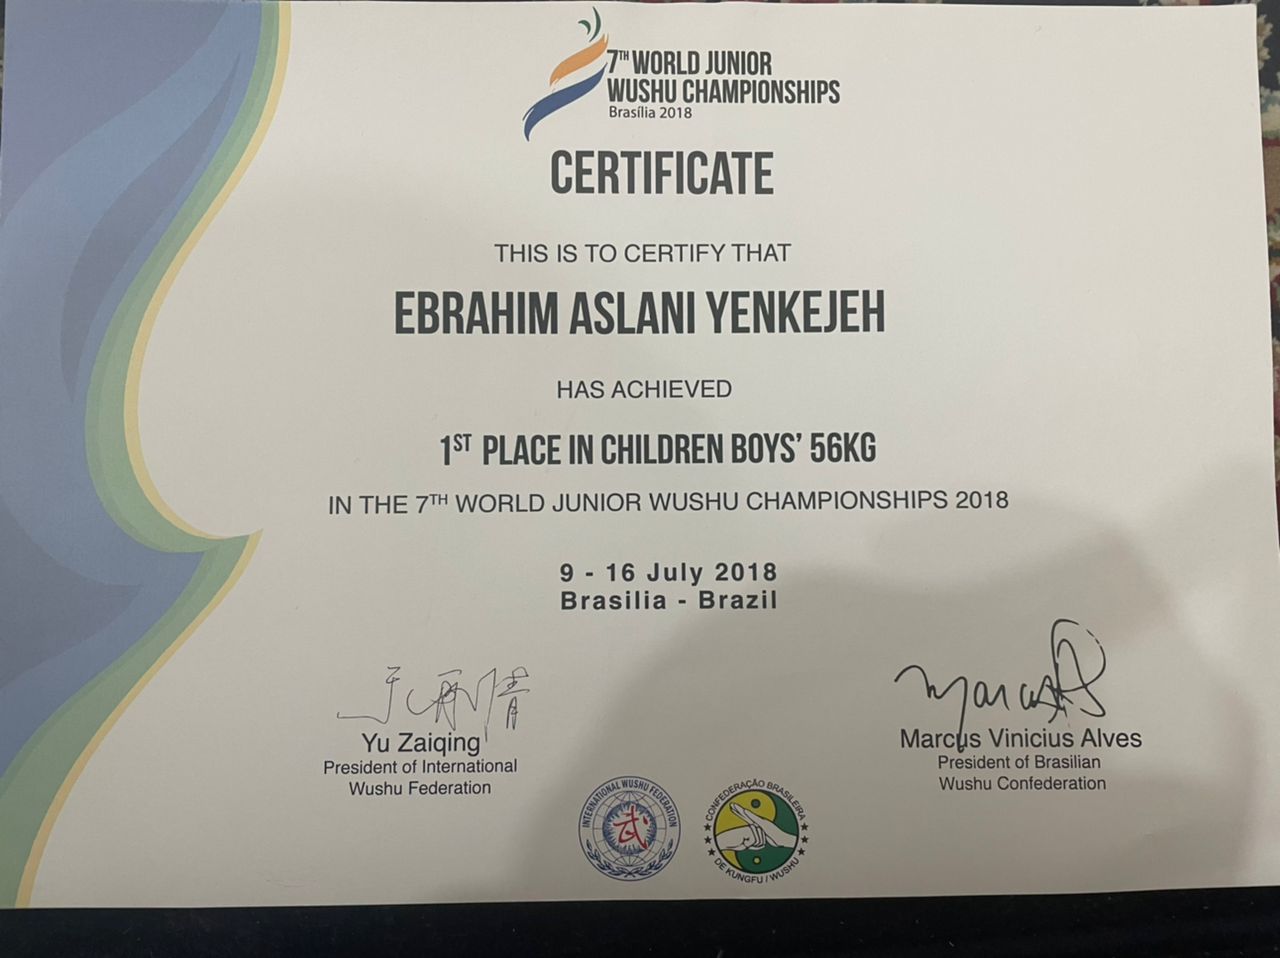 7TH WORLD JUNIOR
WUSHU CHAMPIONSHIPS
Brasília 2018
CERTIFICATE
THIS IS TO CERTIFY THAT
EBRAHIM ASLANI YENKEJEH
HAS ACHIEVED
1ST PLACE IN CHILDREN BOYS' 56KG
IN THE 7TH WORLD JUNIOR WUSHU CHAMPIONSHIPS 2018
9 - 16 July 2018
Brasilia - Brazil
Yu Zaiqing
President of International
Wushu Federation
Marcus Vinicius Alves
President of Brasilian
Wushu Confederation
INTERNATIONAL WUSHU FEDERATION
武
CONFEDERAÇÃO BRASILEIRA
DE KUNGFU / WUSHU